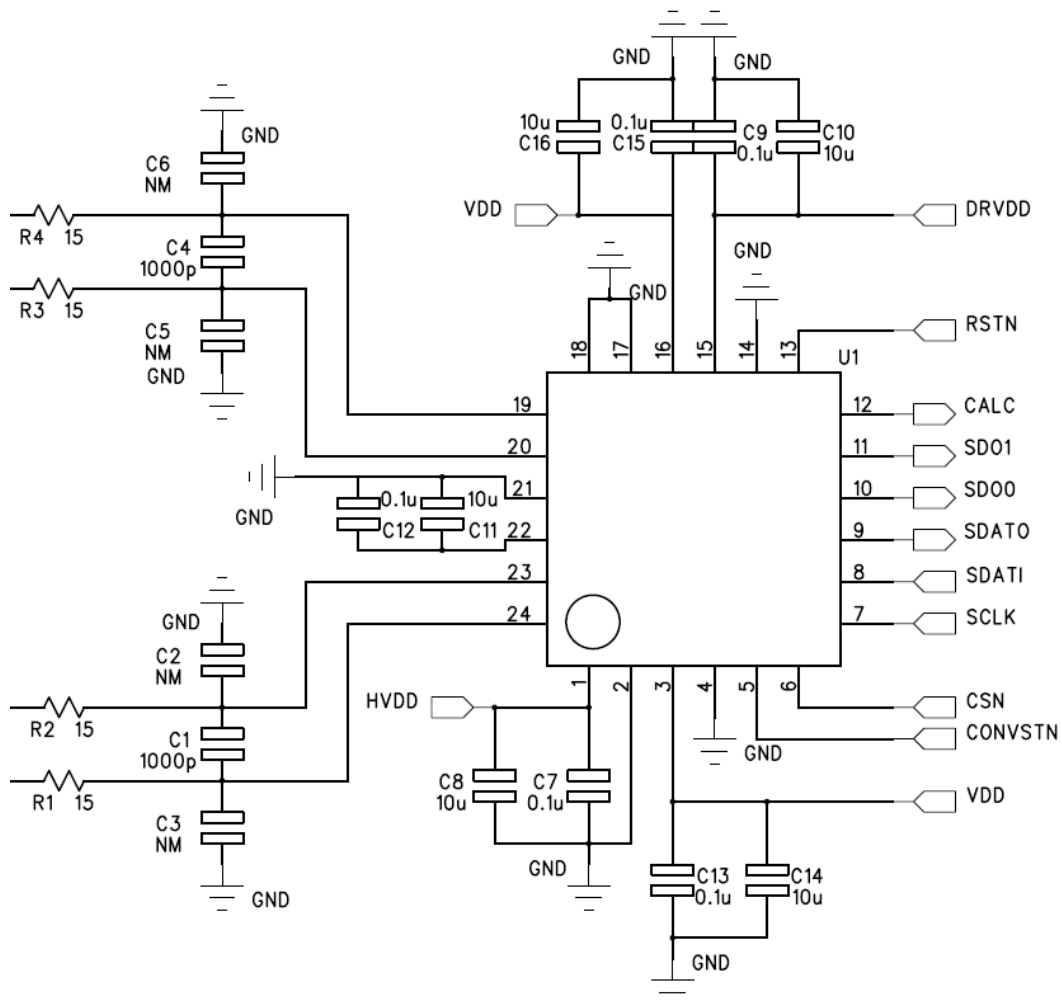 GND
GND
10u
C16
0.1u
C15
C9
0.1u
C10
10u
GND
C6
NM
VDD
DRVDD
R4 15
C4
1000p
GND
GND
R3 15
C5
NM
GND
RSTN
18
17
16
15
14
13
U1
19
12
CALC
20
11
SDO1
21
10
SDO0
0.1u
10u
GND
C12
C11
22
9
SDATO
23
8
SDATI
24
7
SCLK
GND
C2
NM
1
2
3
4
5
6
HVDD
CSN
R2 15
C1
1000p
CONVSTN
GND
C8
10u
C7
0.1u
R1 15
VDD
C3
NM
GND
C13
0.1u
C14
10u
GND
GND